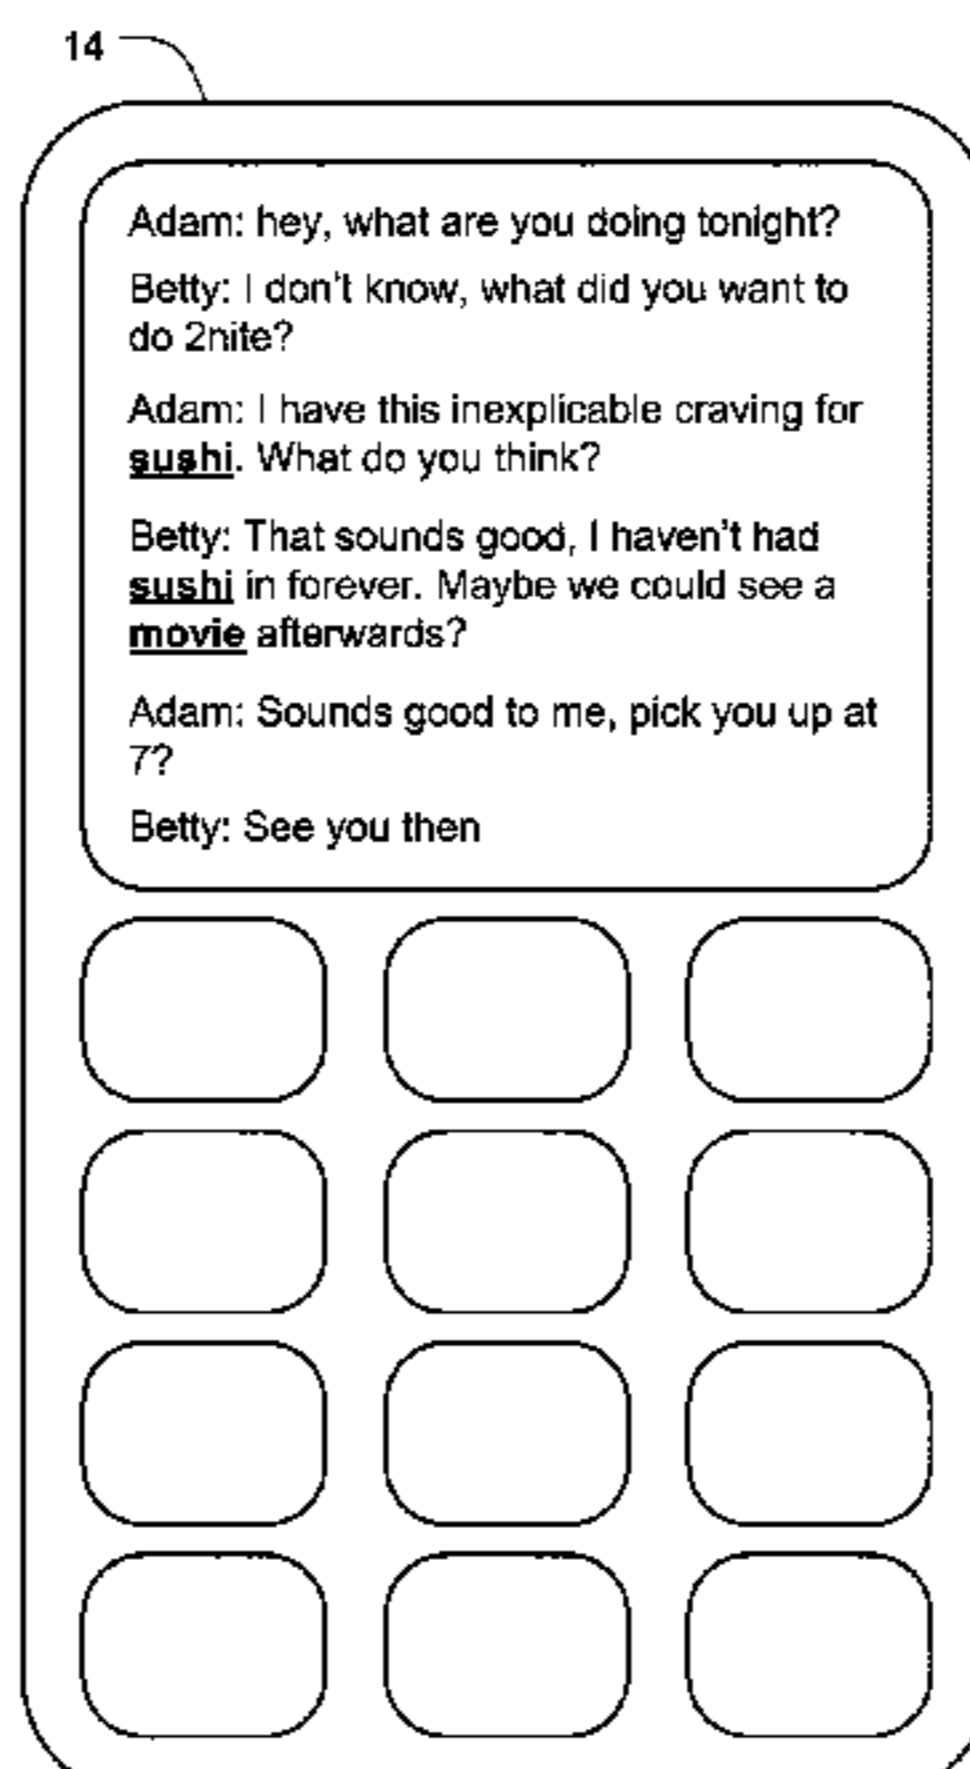 14
Adam: hey, what are you doing tonight?
Betty: I don't know, what did you want to
do 2nite?
Adam: I have this inexplicable craving for
sushi. What do you think?
Betty: That sounds good, I haven't had
sushi in forever. Maybe we could see a
movie afterwards?
Adam: Sounds good to me, pick you up at
7?
Betty: See you then